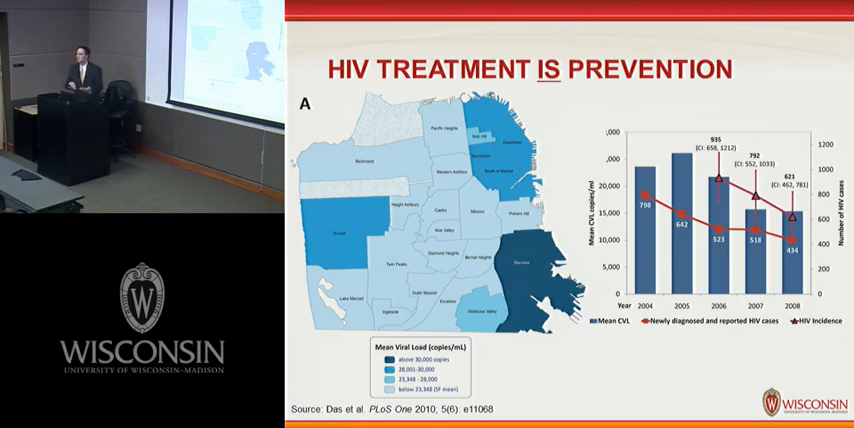 HIV TREATMENT IS PREVENTION
A
Pacific Heights
Nob Hill
Downtown
Richmond
Tenderloin
Western Addition
South of Market
Haight Ashbury
Castro
Mission
Potrero Hill
Sunset
Noe Valley
Diamond Heights
Bernal Heights
Bayview
Twin Peaks
Outer Mission
Lake Merced
Excelsior
Ingleside
Visitacion Valley
Mean Viral Load (copies/mL)
above 30,000 copies
28,001-30,000
23,348 - 28,000
below 23,348 (SF mean)
Mean CVL copies/ml
,000
,000
20,000
15,000
10,000
5,000
0
935
(CI: 658, 1212)
792
(CI: 552, 1033)
621
(CI: 462, 781)
798
642
523
518
434
1200
1000
800
600
400
200
0
Number of HIV cases
Year 2004 2005 2006 2007 2008
Mean CVL Newly diagnosed and reported HIV cases HIV Incidence
Source: Das et al. PLoS One 2010; 5(6): e11068
W
WISCONSIN
UNIVERSITY OF WISCONSIN–MADISON
WISCONSIN